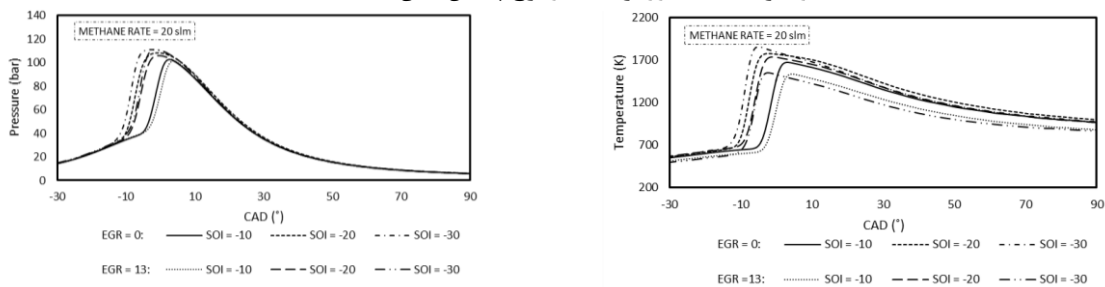 METHANE RATE = 20 slm
Pressure (bar)
140
120
100
80
60
40
20
0
-30
-10
10
30
50
70
90
CAD (˚)
EGR = 0:
SOI = -10
SOI = -20
SOI = -30
EGR = 13:
SOI = -10
SOI = -20
SOI = -30
METHANE RATE = 20 slm
Temperature (K)
2200
1700
1200
700
200
-30
-10
10
30
50
70
90
CAD (˚)
EGR = 0:
SOI = -10
SOI = -20
SOI = -30
EGR = 13:
SOI = -10
SOI = -20
SOI = -30